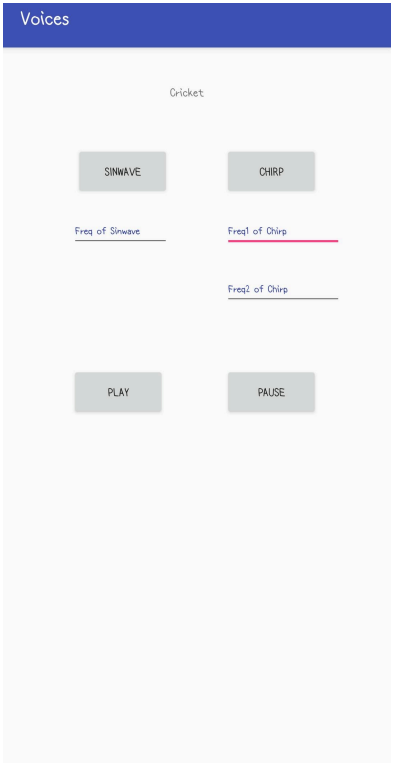 Voices
Cricket
SINWAVE
CHIRP
Freq of Sinwave
Freq1 of Chirp
Freq2 of Chirp
PLAY
PAUSE